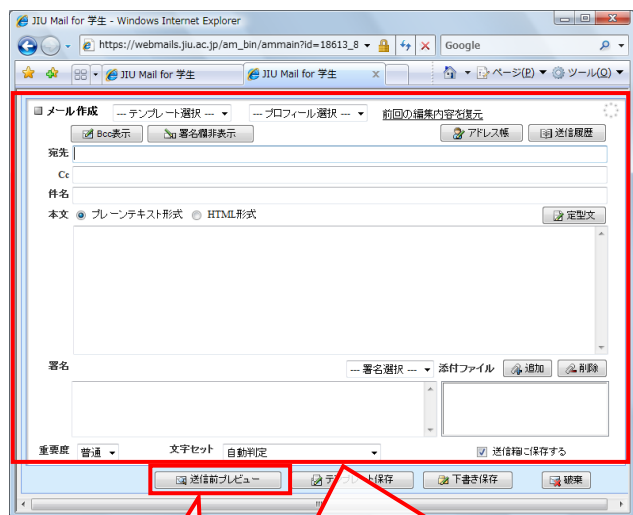 JIU Mail for 学生 - Windows Internet Explorer
https://webmails.jiu.ac.jp/am_bin/ammain?id=18613_8
Google
JIU Mail for 学生
JIU Mail for 学生
ページ(P)
ツール(O)
メール作成
--- テンプレート選択 ---
--- プロフィール選択 ---
前回の編集内容を復元
Bcc表示
署名欄非表示
アドレス帳
送信履歴
宛先
Cc
件名
本文
プレーンテキスト形式
HTML形式
定型文
署名
--- 署名選択 ---
添付ファイル
追加
削除
重要度
普通
文字セット
自動判定
送信箱に保存する
送信前プレビュー
ト保存
下書き保存
破棄